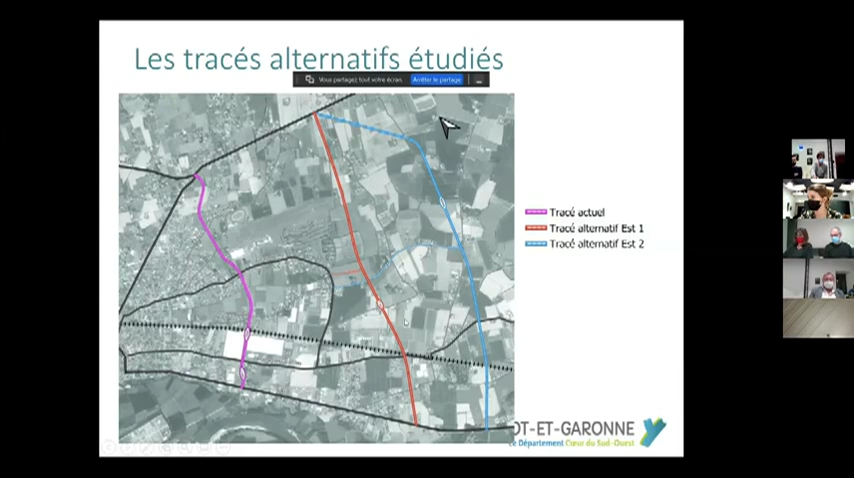 Les tracés alternatifs étudiés
Vous partagez tout votre écran.
Arrêter le partage
Tracé actuel
Tracé alternatif Est 1
Tracé alternatif Est 2
OT-ET-GARONNE
Le Département Cœur du Sud-Ouest